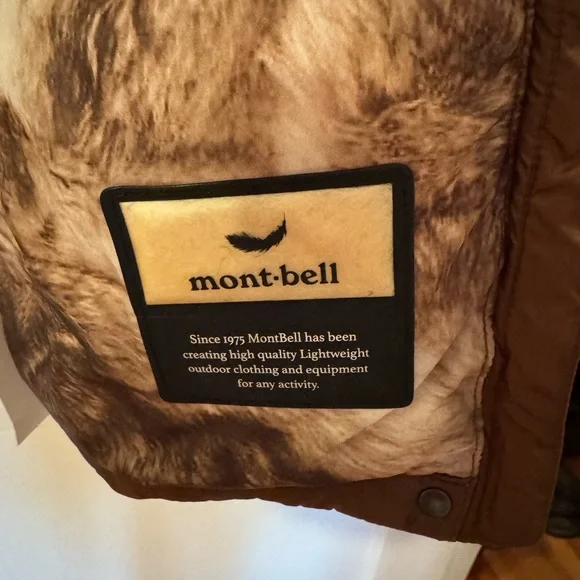 mont·bell
Since 1975 MontBell has been
creating high quality Lightweight
outdoor clothing and equipment
for any activity.